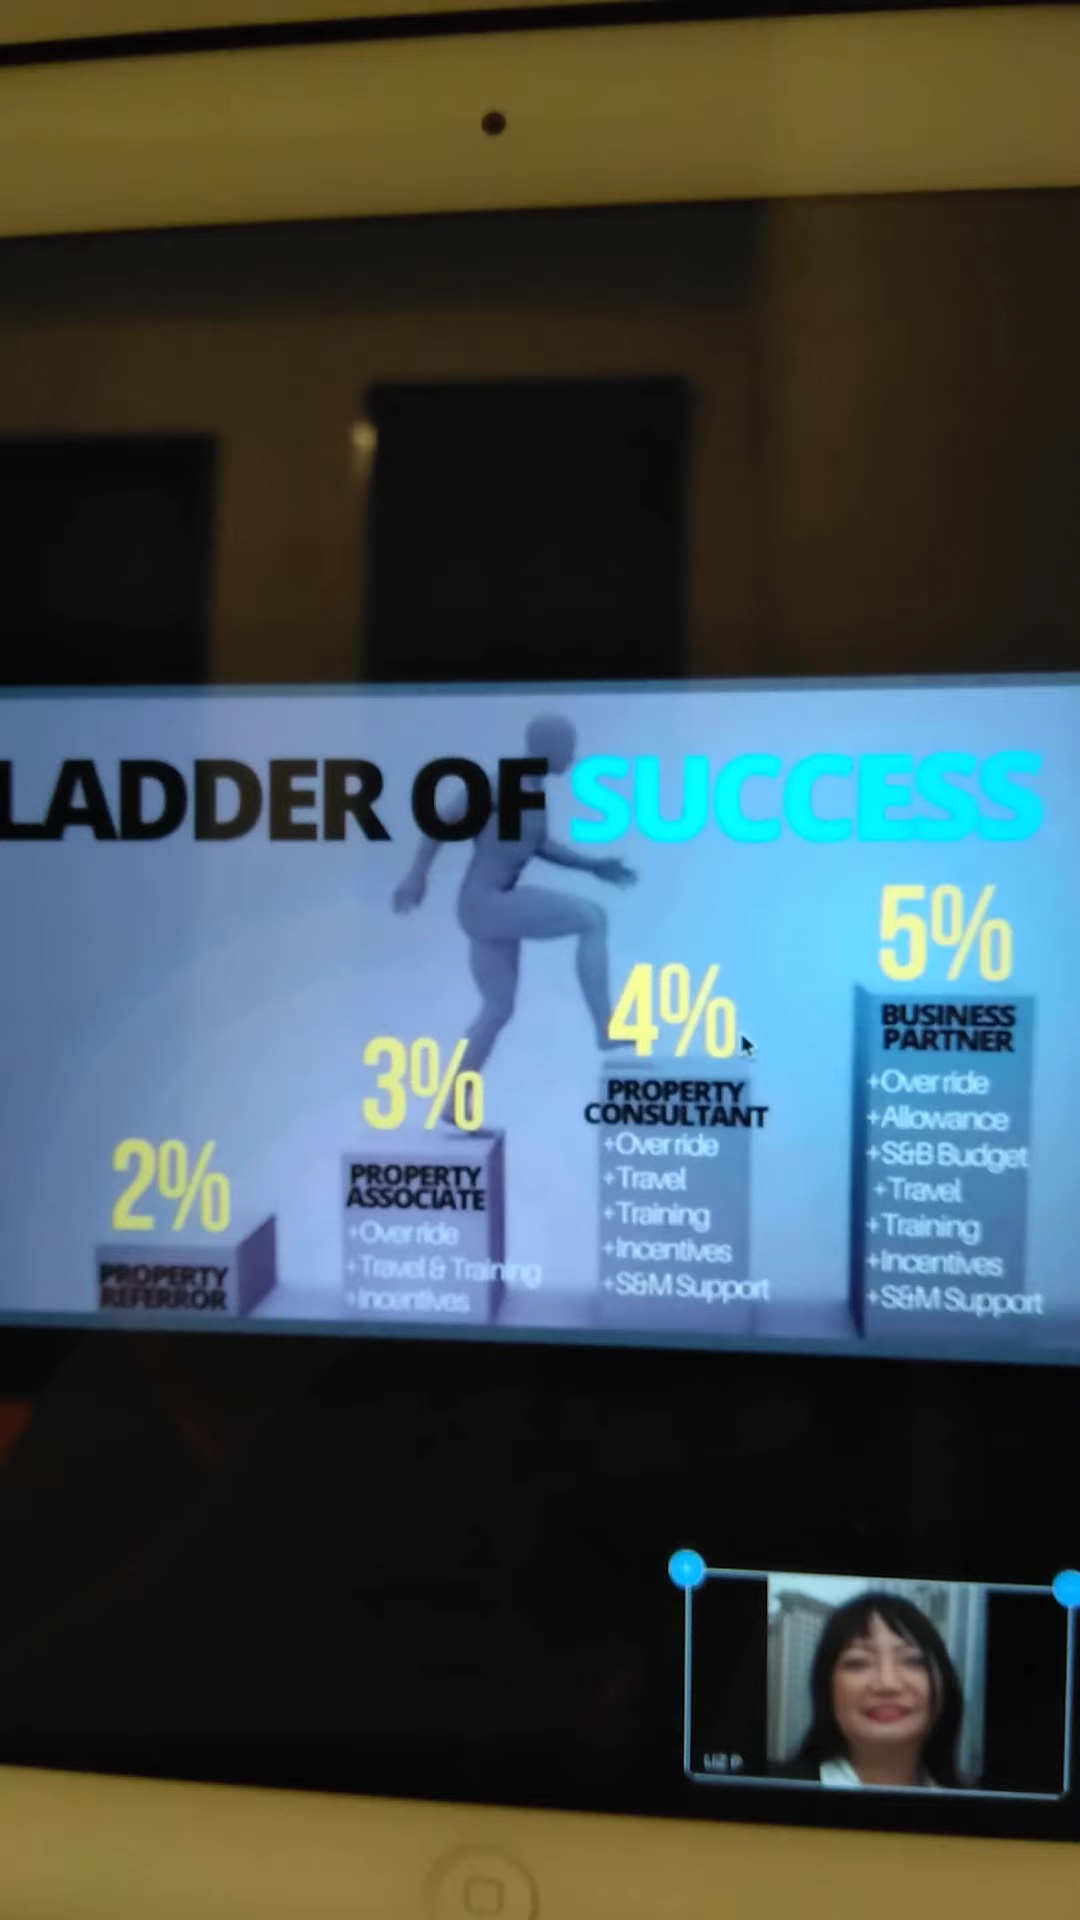 LADDER OF SUCCESS
2%
PROPERTY
REFERROR
3%
PROPERTY
ASSOCIATE
+Override
+Travel & Training
+Incentives
4%
PROPERTY
CONSULTANT
+Override
+Travel
+Training
+Incentives
+S&M Support
5%
BUSINESS
PARTNER
+Override
+Allowance
+S&B Budget
+Travel
+Training
+Incentives
+S&M Support
LIZ P.